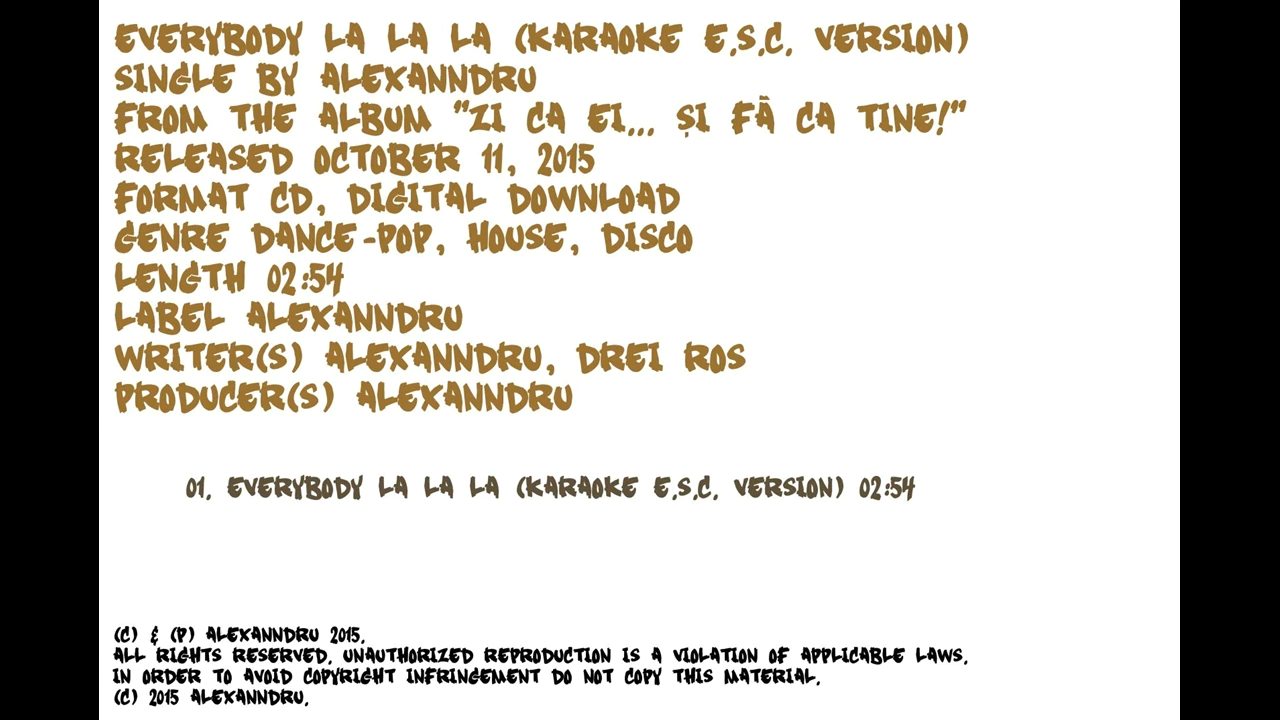 EVERYBODY LA LA LA (KARAOKE E.S.C. VERSION)
SINGLE BY ALEXANNDRU
FROM THE ALBUM "ZI CA EI... ȘI FĂ CA TINE!"
RELEASED OCTOBER 11, 2015
FORMAT CD, DIGITAL DOWNLOAD
GENRE DANCE-POP, HOUSE, DISCO
LENGTH 02:54
LABEL ALEXANNDRU
WRITER(S) ALEXANNDRU, DREI ROS
PRODUCER(S) ALEXANNDRU
01. EVERYBODY LA LA LA (KARAOKE E.S.C. VERSION) 02:54
(C) & (P) ALEXANNDRU 2015.
ALL RIGHTS RESERVED. UNAUTHORIZED REPRODUCTION IS A VIOLATION OF APPLICABLE LAWS.
IN ORDER TO AVOID COPYRIGHT INFRINGEMENT DO NOT COPY THIS MATERIAL.
(C) 2015 ALEXANNDRU.